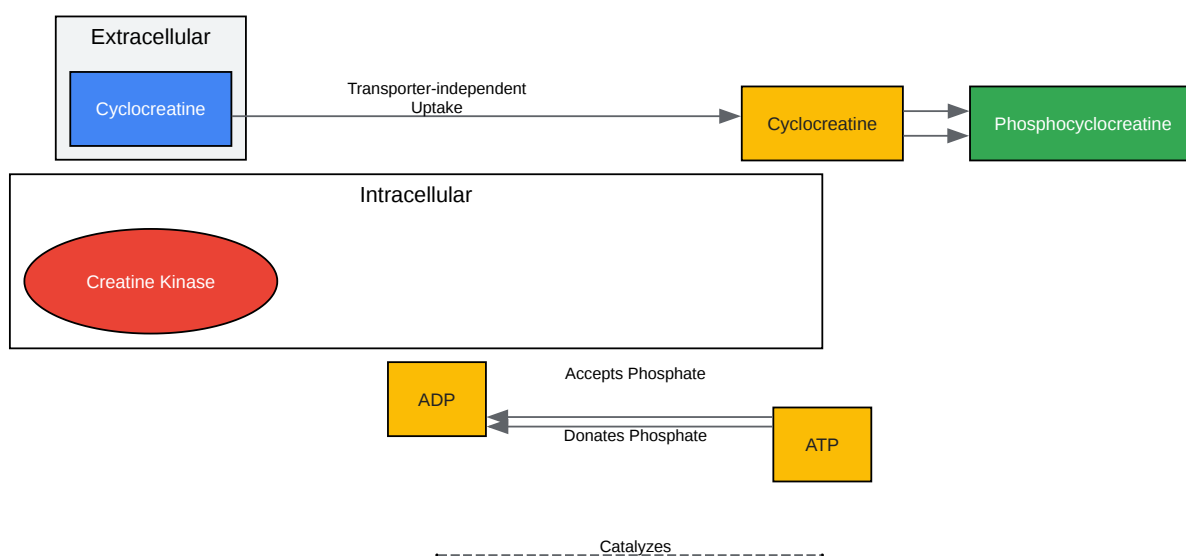 Extracellular
Cyclocreatine
Transporter-independent
Uptake
Cyclocreatine
Phosphocyclocreatine
Intracellular
Creatine Kinase
ADP
Accepts Phosphate
Donates Phosphate
ATP
Catalyzes